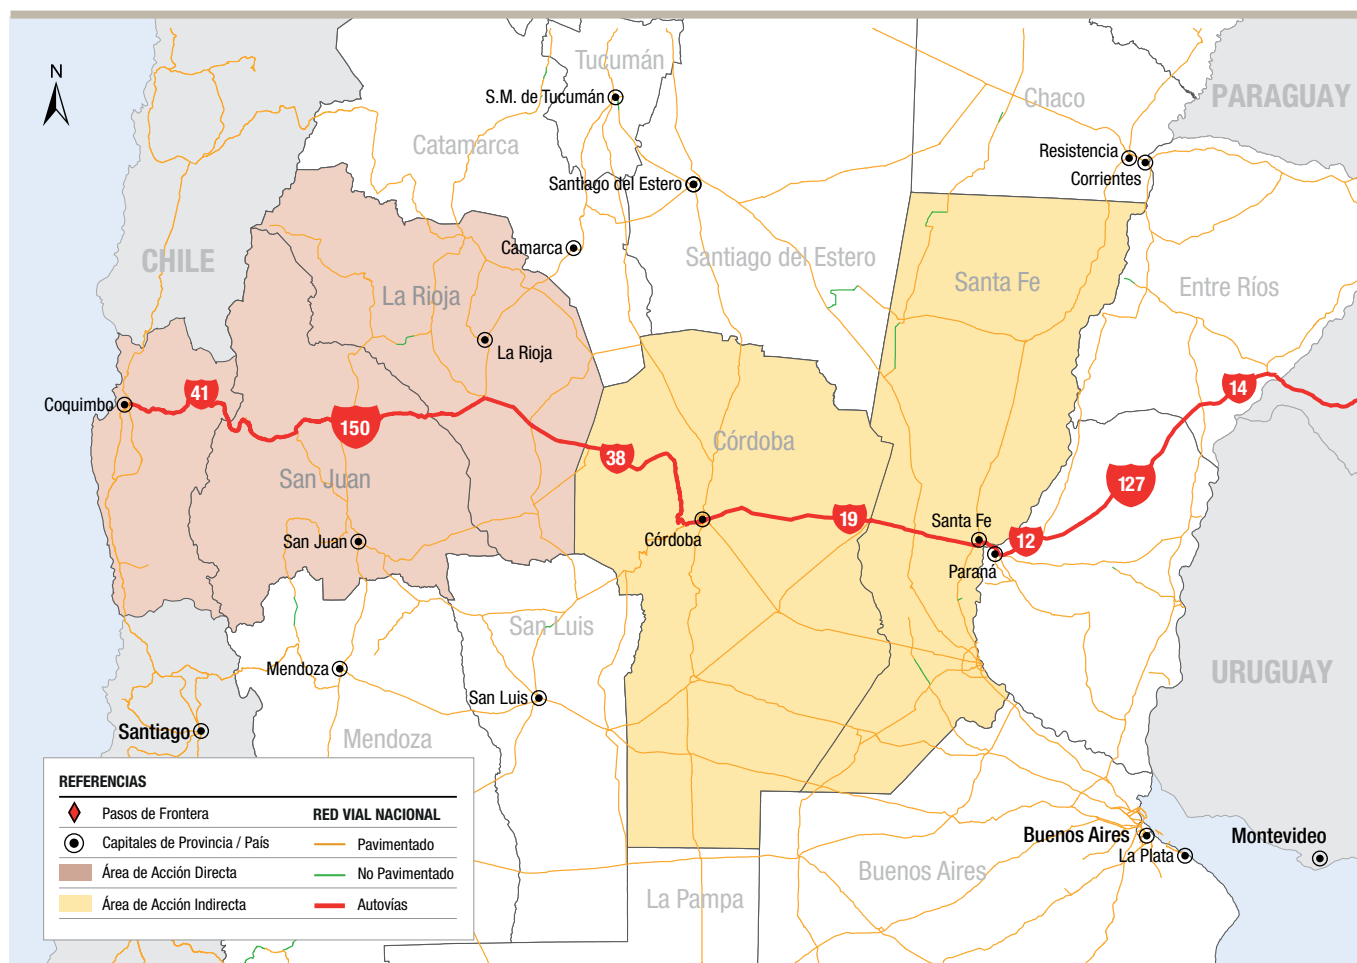 N
Tucumán
S.M. de Tucumán
Chaco
PARAGUAY
Catamarca
Resistencia
Corrientes
Santiago del Estero
Camarca
CHILE
Santiago del Estero
Santa Fe
Entre Ríos
La Rioja
La Rioja
41
14
Coquimbo
150
Córdoba
38
127
San Juan
19
Santa Fe
Córdoba
12
San Juan
Paraná
San Luis
Mendoza
URUGUAY
San Luis
Santiago
Mendoza
REFERENCIAS
Pasos de Frontera
RED VIAL NACIONAL
Capitales de Provincia / País
Pavimentado
Área de Acción Directa
No Pavimentado
Área de Acción Indirecta
Autovías
Buenos Aires
Montevideo
La Plata
Buenos Aires
La Pampa